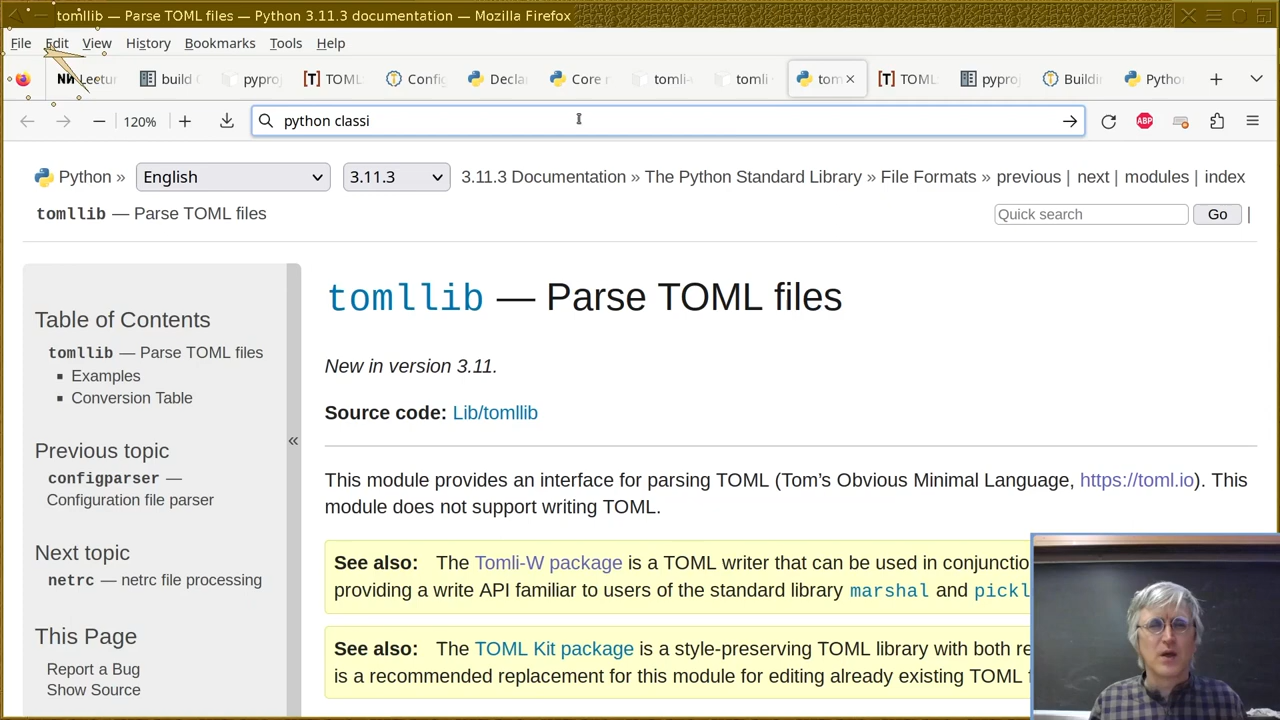 tomllib — Parse TOML files — Python 3.11.3 documentation — Mozilla Firefox
File Edit View History Bookmarks Tools Help
Lectur build pypro TOML Config Decla Core m tomli- tomli tom TOML pypro Buildi Pytho
120% python classi ABP
Python » English 3.11.3 3.11.3 Documentation » The Python Standard Library » File Formats » previous | next | modules | index
tomllib — Parse TOML files Quick search Go |
Table of Contents
tomllib — Parse TOML files
Examples
Conversion Table
Previous topic
configparser —
Configuration file parser
Next topic
netrc — netrc file processing
This Page
Report a Bug
Show Source
«
tomllib — Parse TOML files
New in version 3.11.
Source code: Lib/tomllib
This module provides an interface for parsing TOML (Tom’s Obvious Minimal Language, https://toml.io). This
module does not support writing TOML.
See also: The Tomli-W package is a TOML writer that can be used in conjunctio
providing a write API familiar to users of the standard library marshal and pickl
See also: The TOML Kit package is a style-preserving TOML library with both re
is a recommended replacement for this module for editing already existing TOML